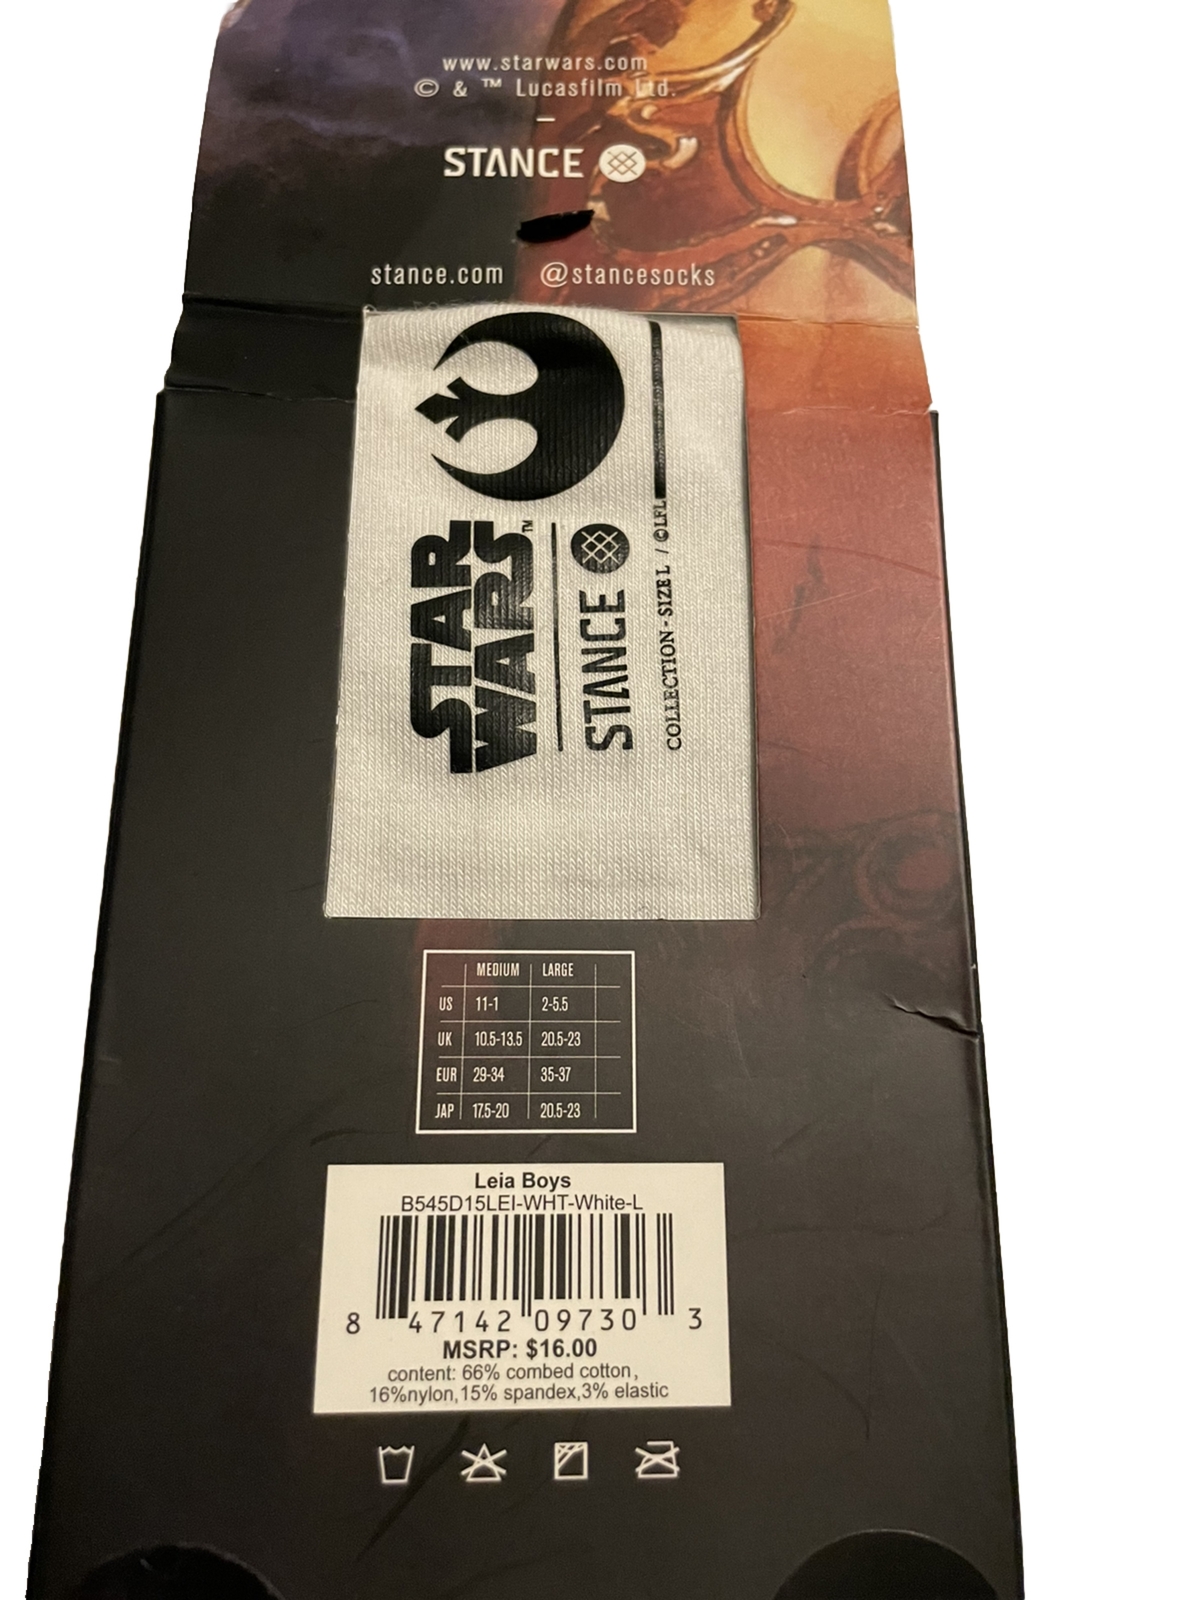 www.starwars.com
© & ™ Lucasfilm Ltd.
STANCE
stance.com @stancesocks
STAR
WARS™
STANCE
COLLECTION - SIZE L / ©LFL
MEDIUM LARGE
US 11-1 2-5.5
UK 10.5-13.5 20.5-23
EUR 29-34 35-37
JAP 17.5-20 20.5-23
Leia Boys
B545D15LEI-WHT-White-L
8 47142 09730 3
MSRP: $16.00
content: 66% combed cotton,
16%nylon,15% spandex,3% elastic